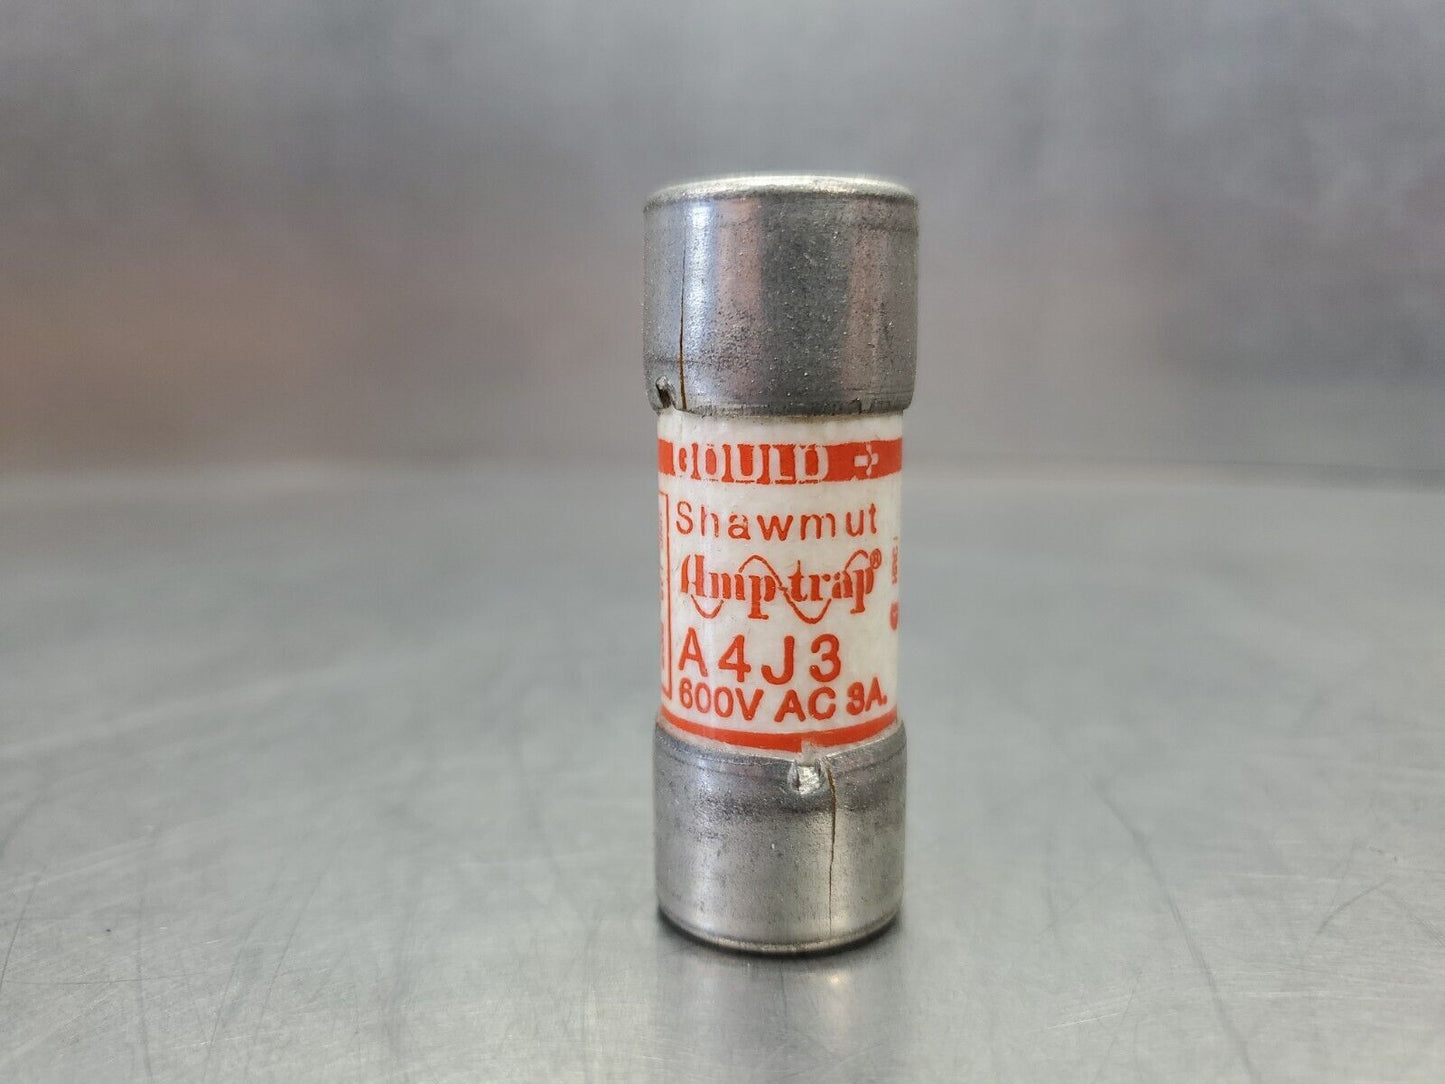 GOULD
Shawmut
Amp-trap®
A4J3
600V AC 3A.